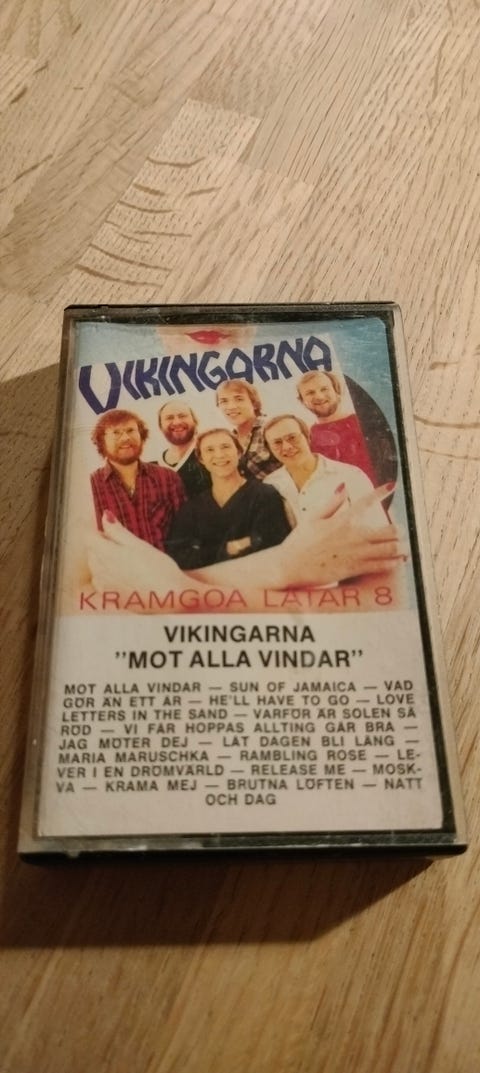 VIKINGARNA
KRAMGOA LÅTAR 8
VIKINGARNA
"MOT ALLA VINDAR"
MOT ALLA VINDAR — SUN OF JAMAICA — VAD
GÖR ÄN ETT ÅR — HE'LL HAVE TO GO — LOVE
LETTERS IN THE SAND — VARFÖR ÄR SOLEN SÅ
RÖD — VI FÅR HOPPAS ALLTING GÅR BRA —
JAG MÖTER DEJ — LÅT DAGEN BLI LÅNG —
MARIA MARUSCHKA — RAMBLING ROSE — LE-
VER I EN DRÖMVÄRLD — RELEASE ME — MOSK-
VA — KRAMA MEJ — BRUTNA LÖFTEN — NATT
OCH DAG